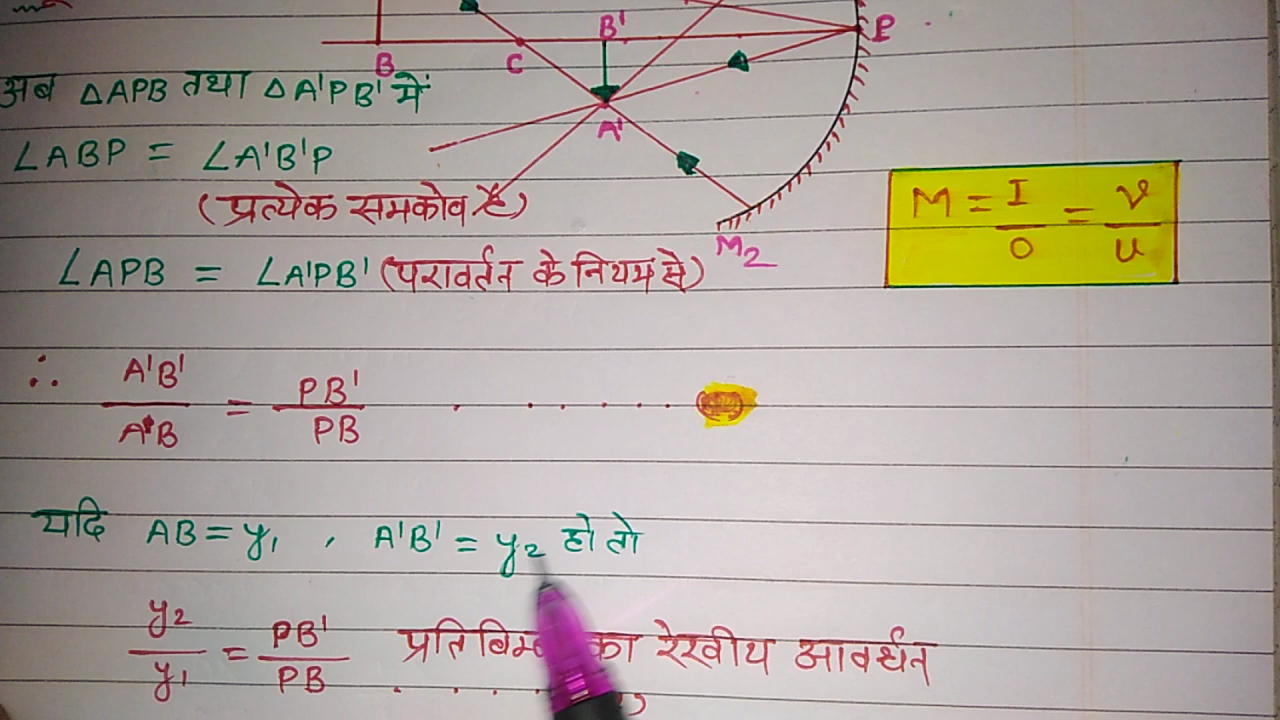 B'
P
B
C
अब △APB तथा △A'PB' में
A'
∠ABP = ∠A'B'P
(प्रत्येक समकोव है)
M = I/O = v/u
M2
∠APB = ∠A'PB' (परावर्तन के नियम से)
∴ A'B'/AB = PB'/PB . . . . . . .
यदि AB = y₁ , A'B' = y₂ हो तो
y₂/y₁ = PB'/PB का रेखीय आवर्धन